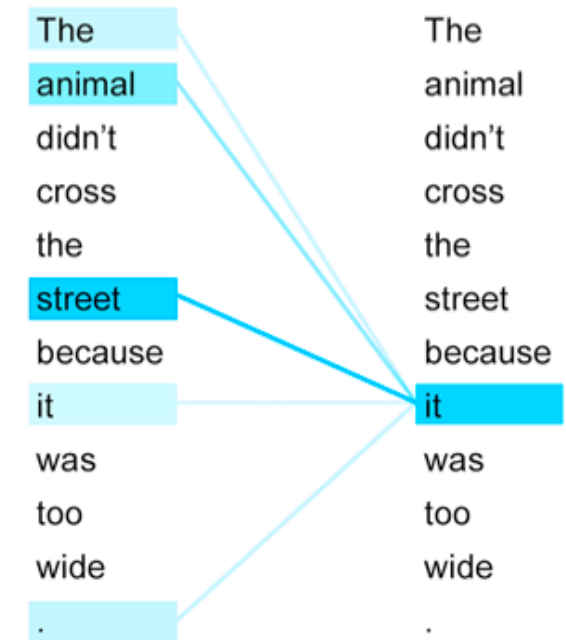 The
animal
didn’t
cross
the
street
because
it
was
too
wide
.
The
animal
didn’t
cross
the
street
because
it
was
too
wide
.